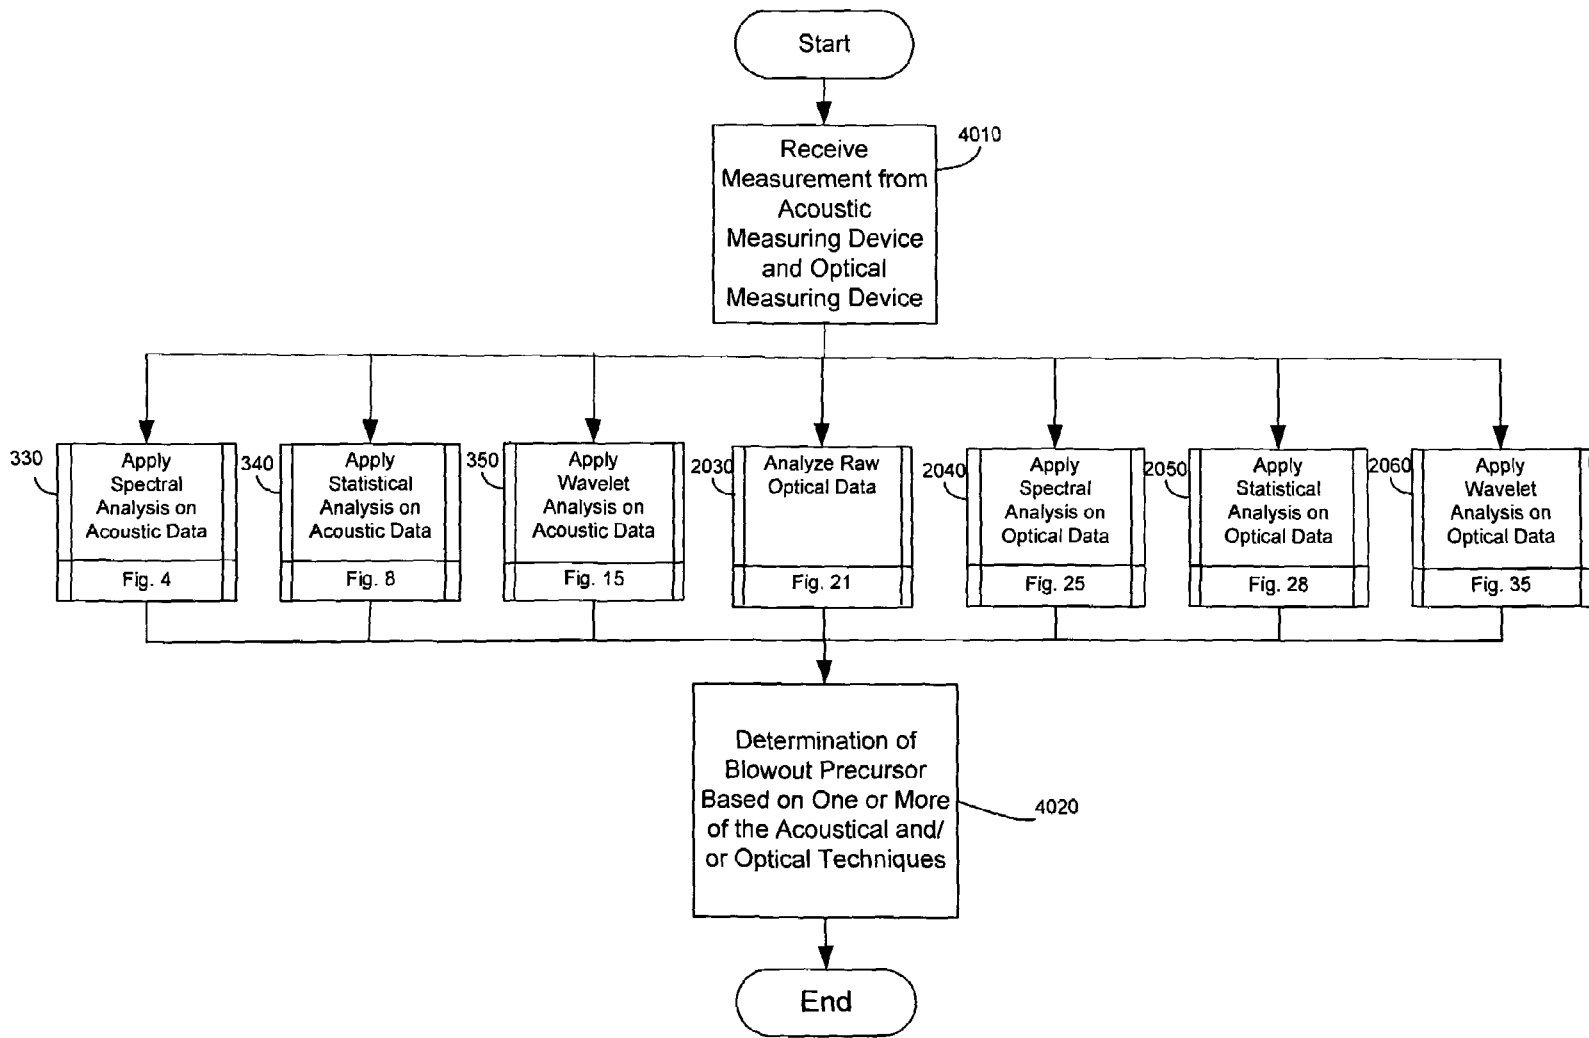 Start
4010
Receive
Measurement from
Acoustic
Measuring Device
and Optical
Measuring Device
330
Apply
Spectral
Analysis on
Acoustic Data
Fig. 4
340
Apply
Statistical
Analysis on
Acoustic Data
Fig. 8
350
Apply
Wavelet
Analysis on
Acoustic Data
Fig. 15
2030
Analyze Raw
Optical Data
Fig. 21
2040
Apply
Spectral
Analysis on
Optical Data
Fig. 25
2050
Apply
Statistical
Analysis on
Optical Data
Fig. 28
2060
Apply
Wavelet
Analysis on
Optical Data
Fig. 35
Determination of
Blowout Precursor
Based on One or More
of the Acoustical and/
or Optical Techniques
4020
End